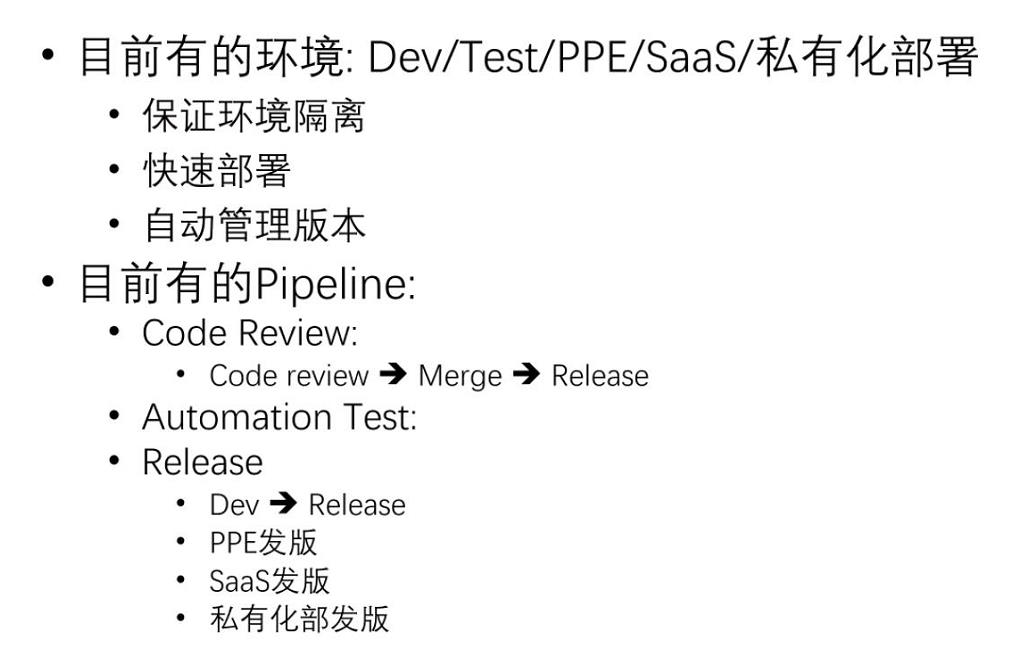 • 目前有的环境: Dev/Test/PPE/SaaS/私有化部署
• 保证环境隔离
• 快速部署
• 自动管理版本
• 目前有的Pipeline:
• Code Review:
• Code review ➔ Merge ➔ Release
• Automation Test:
• Release
• Dev ➔ Release
• PPE发版
• SaaS发版
• 私有化部发版